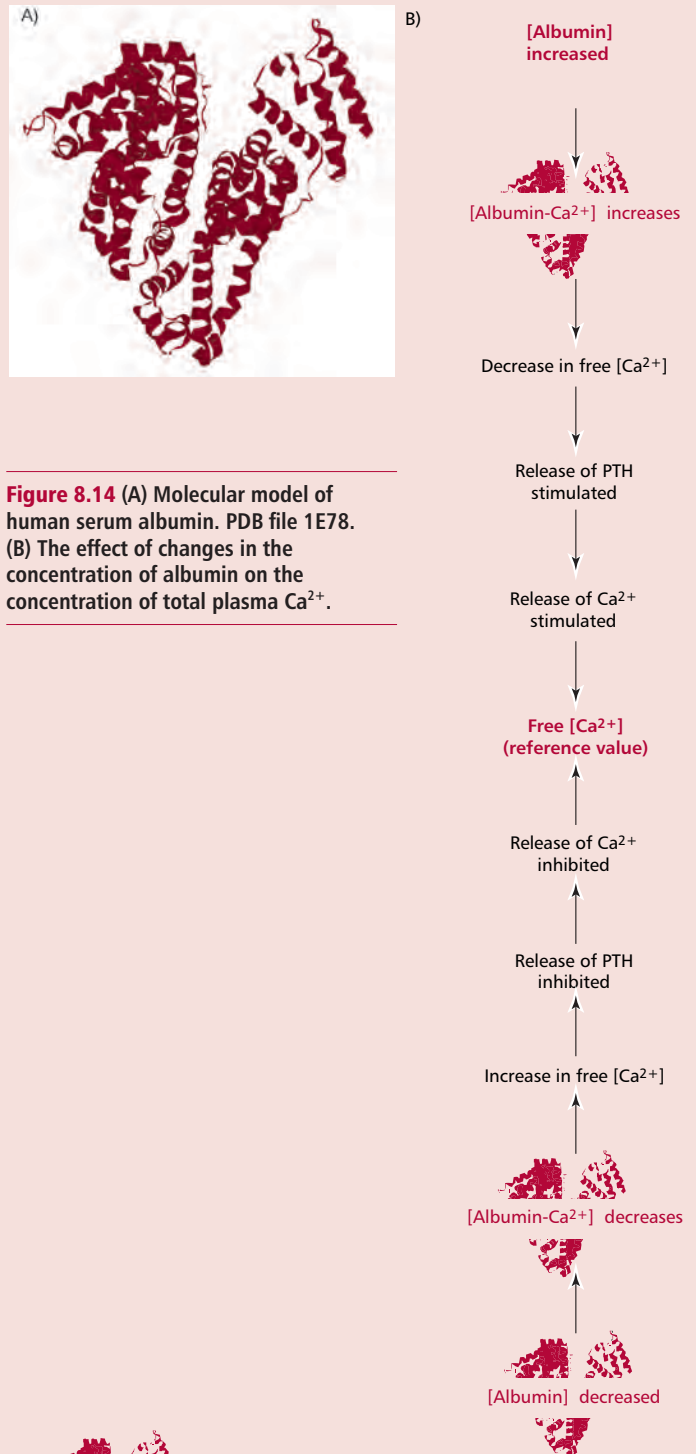 A)
Figure 8.14 (A) Molecular model of
human serum albumin. PDB file 1E78.
(B) The effect of changes in the
concentration of albumin on the
concentration of total plasma Ca²⁺.
B)
[Albumin]
increased
[Albumin-Ca²⁺] increases
Decrease in free [Ca²⁺]
Release of PTH
stimulated
Release of Ca²⁺
stimulated
Free [Ca²⁺]
(reference value)
Release of Ca²⁺
inhibited
Release of PTH
inhibited
Increase in free [Ca²⁺]
[Albumin-Ca²⁺] decreases
[Albumin] decreased